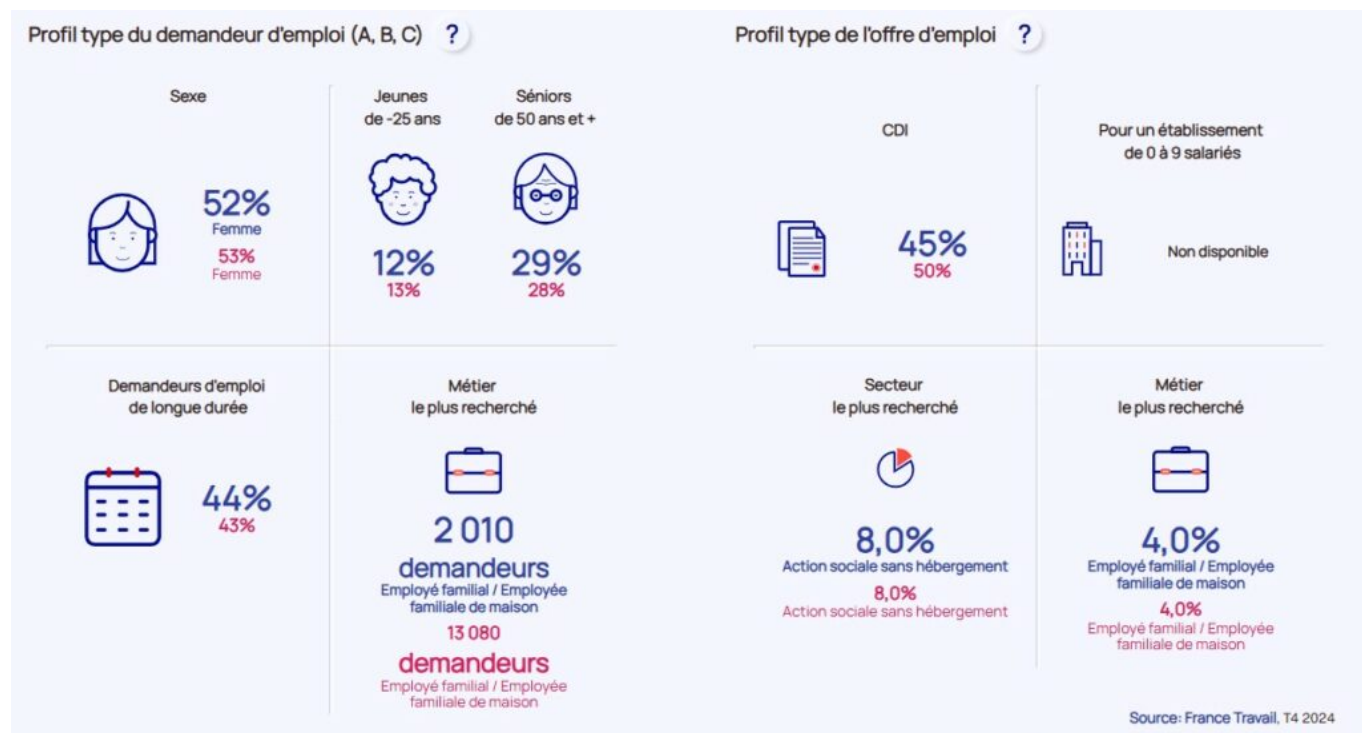 Profil type du demandeur d'emploi (A, B, C) ?
Sexe
52%
Femme
53%
Femme
Jeunes
de -25 ans
12%
13%
Séniors
de 50 ans et +
29%
28%
Demandeurs d'emploi
de longue durée
44%
43%
Métier
le plus recherché
2 010
demandeurs
Employé familial / Employée
familiale de maison
13 080
demandeurs
Employé familial / Employée
familiale de maison
Profil type de l'offre d'emploi ?
CDI
45%
50%
Pour un établissement
de 0 à 9 salariés
Non disponible
Secteur
le plus recherché
8,0%
Action sociale sans hébergement
8,0%
Action sociale sans hébergement
Métier
le plus recherché
4,0%
Employé familial / Employée
familiale de maison
4,0%
Employé familial / Employée
familiale de maison
Source: France Travail, T4 2024